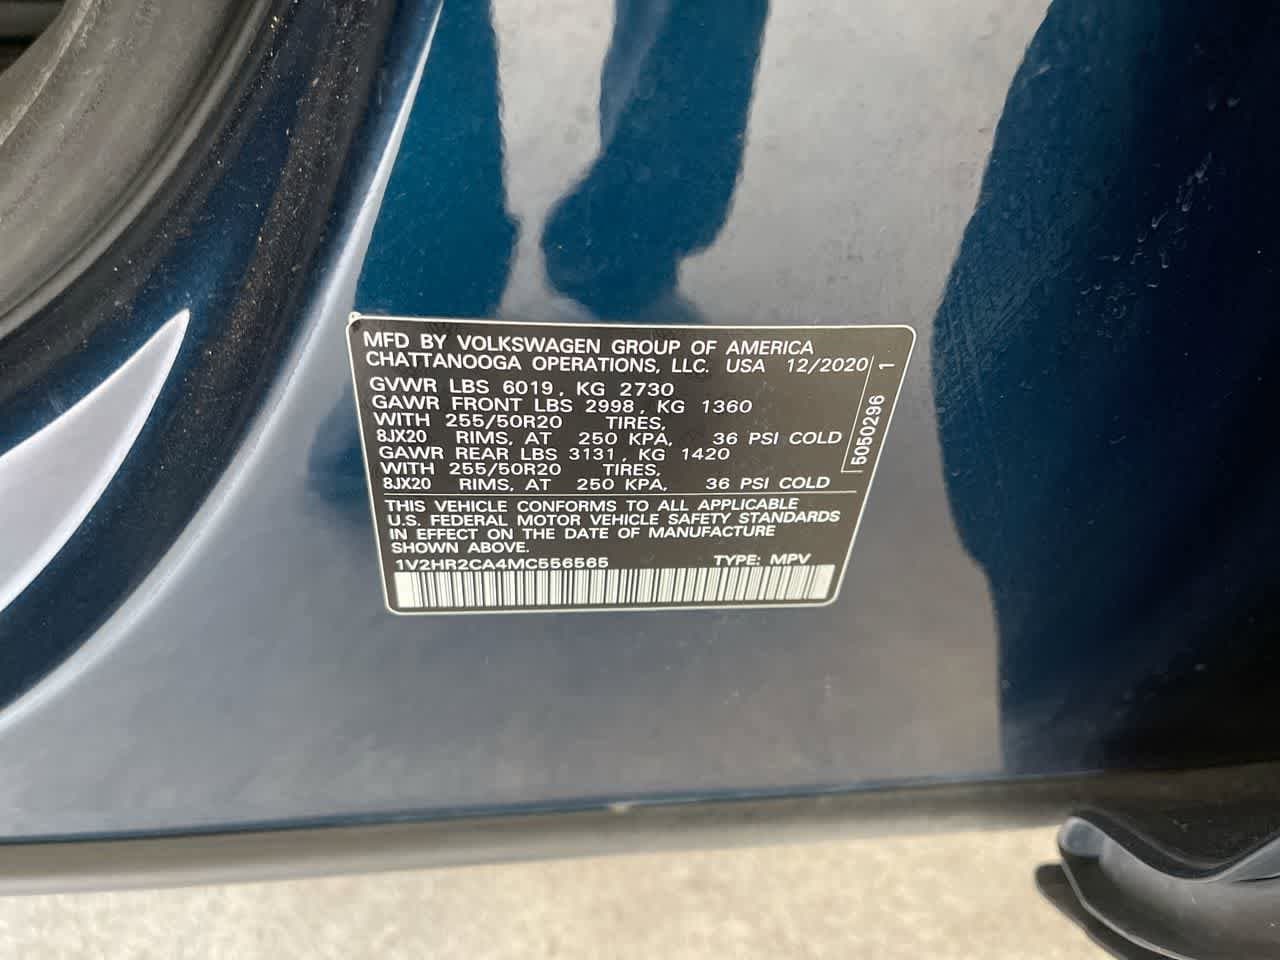 MFD BY VOLKSWAGEN GROUP OF AMERICA
CHATTANOOGA OPERATIONS, LLC. USA 12/2020
GVWR LBS 6019, KG 2730
GAWR FRONT LBS 2998, KG 1360
WITH 255/50R20 TIRES,
8JX20 RIMS, AT 250 KPA, 36 PSI COLD
GAWR REAR LBS 3131, KG 1420
WITH 255/50R20 TIRES,
8JX20 RIMS, AT 250 KPA, 36 PSI COLD
THIS VEHICLE CONFORMS TO ALL APPLICABLE
U.S. FEDERAL MOTOR VEHICLE SAFETY STANDARDS
IN EFFECT ON THE DATE OF MANUFACTURE
SHOWN ABOVE.
1V2HR2CA4MC556565 TYPE: MPV
5050296 1